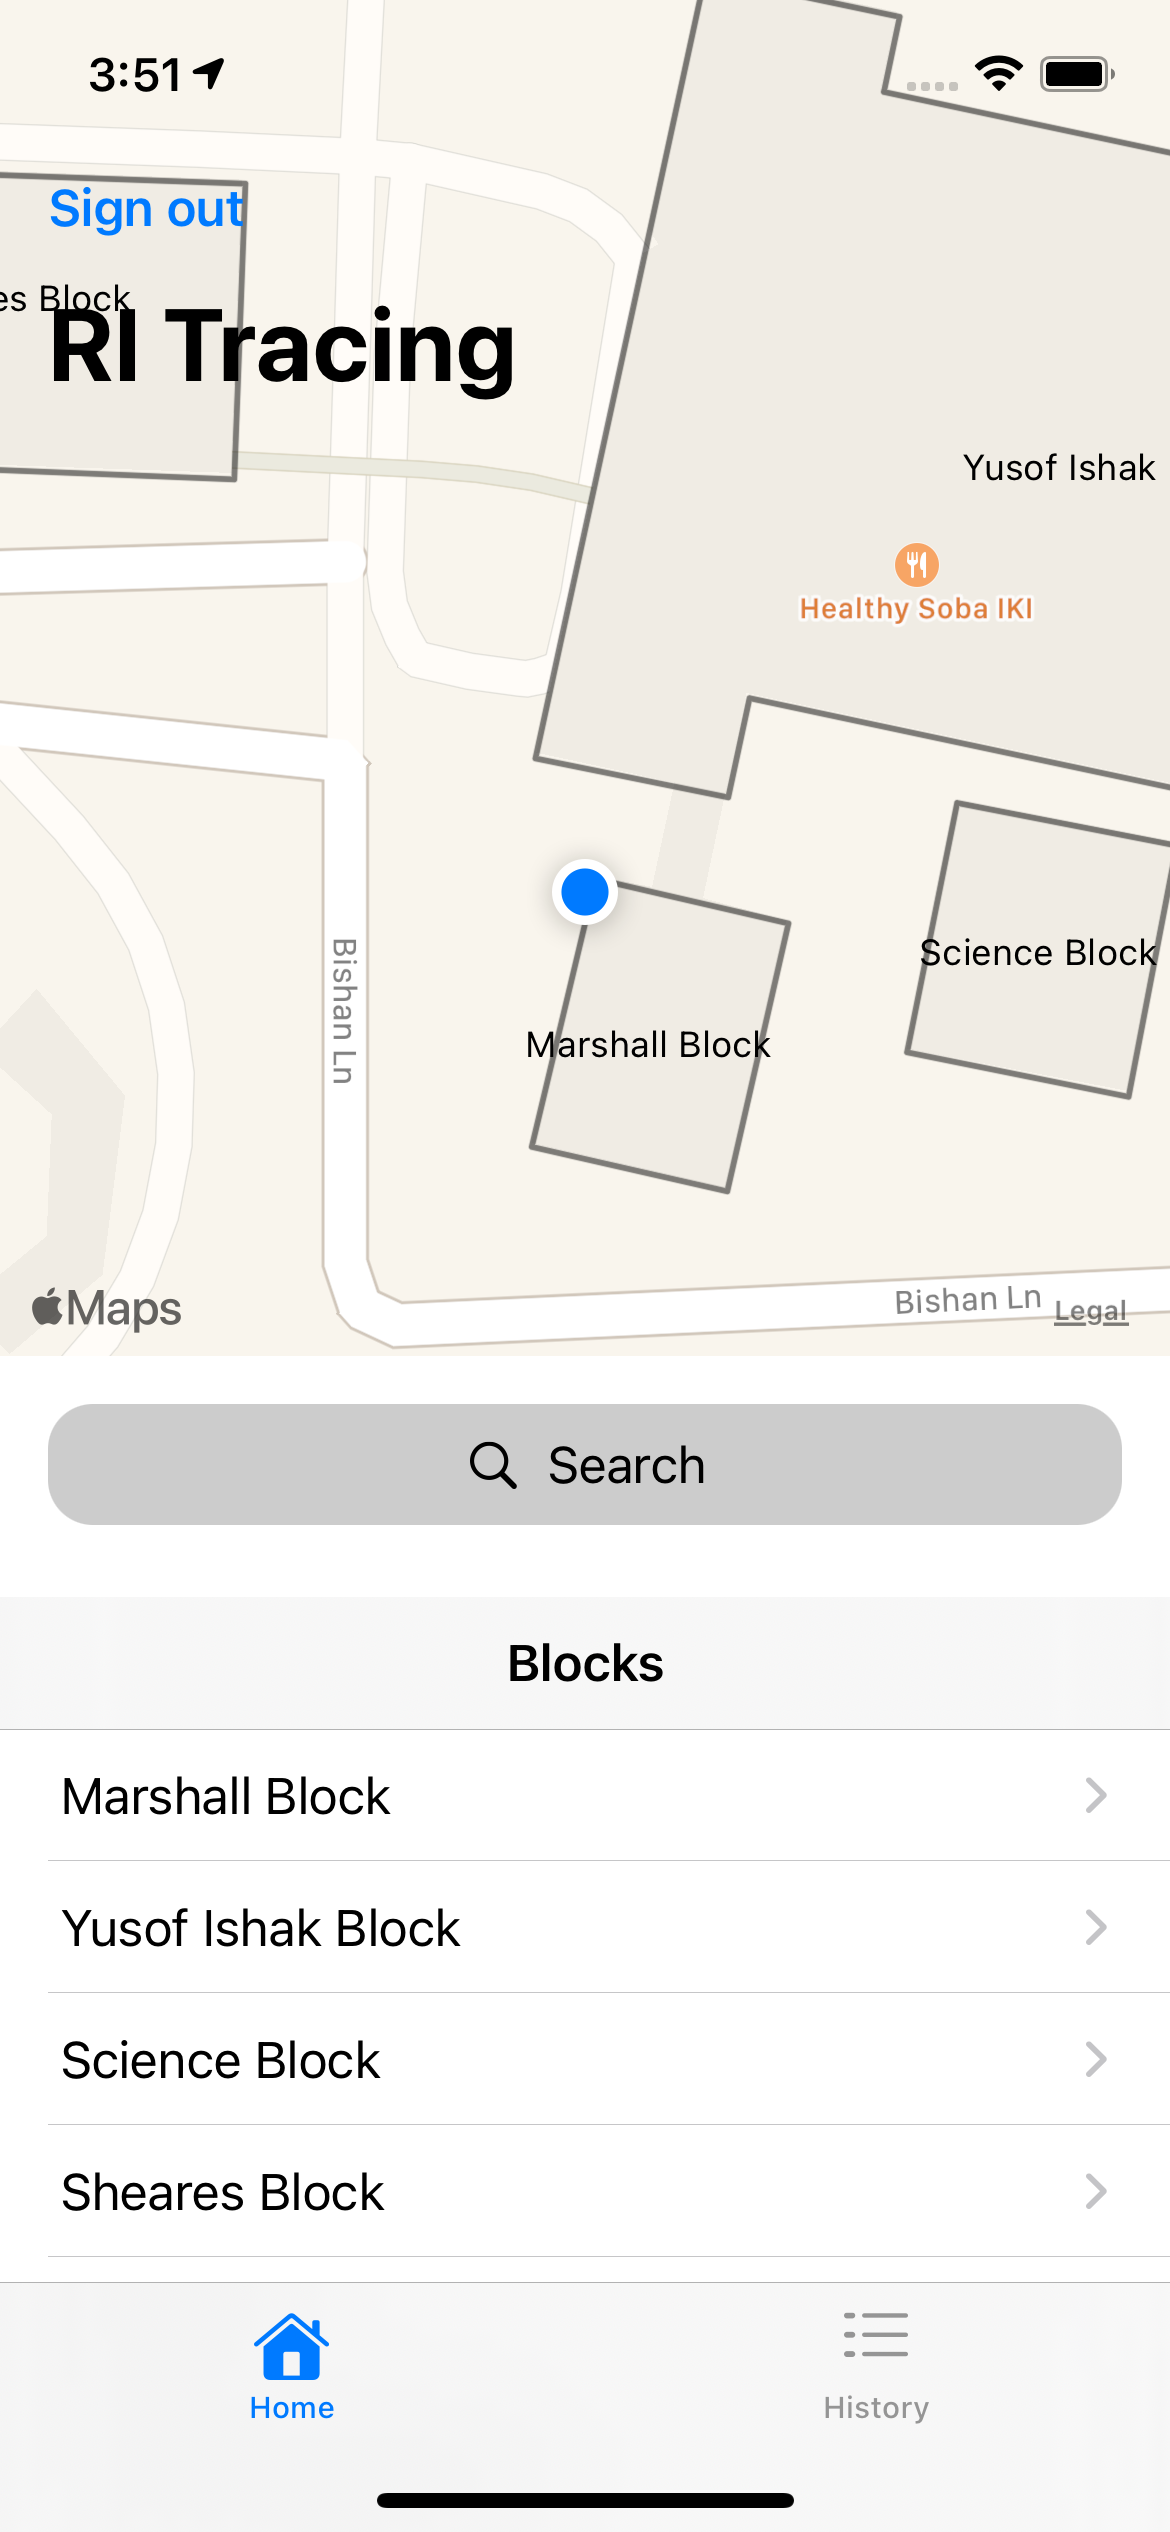 3:51
Sign out
es Block
RI Tracing
Yusof Ishak
Healthy Soba IKI
Science Block
Marshall Block
Bishan Ln
Bishan Ln
Maps
Legal
Search
Blocks
Marshall Block
Yusof Ishak Block
Science Block
Sheares Block
Home
History